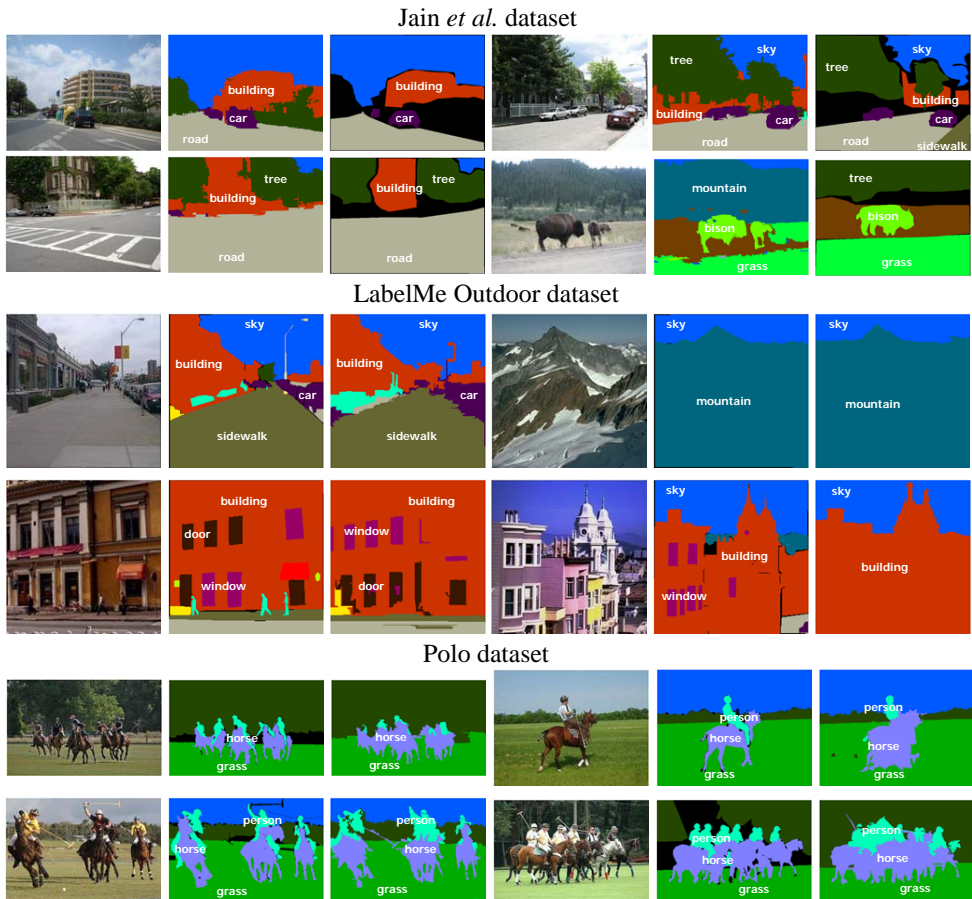 Jain et al. dataset
building
car
road
building
car
sky
tree
building
car
road
sky
tree
building
car
road
sidewalk
tree
building
road
tree
building
road
mountain
bison
grass
tree
bison
grass
LabelMe Outdoor dataset
sky
building
car
sidewalk
sky
building
car
sidewalk
sky
mountain
sky
mountain
building
door
window
building
window
door
sky
building
window
sky
building
Polo dataset
horse
grass
horse
grass
person
horse
grass
person
horse
grass
person
horse
grass
person
horse
grass
person
horse
grass
person
horse
grass